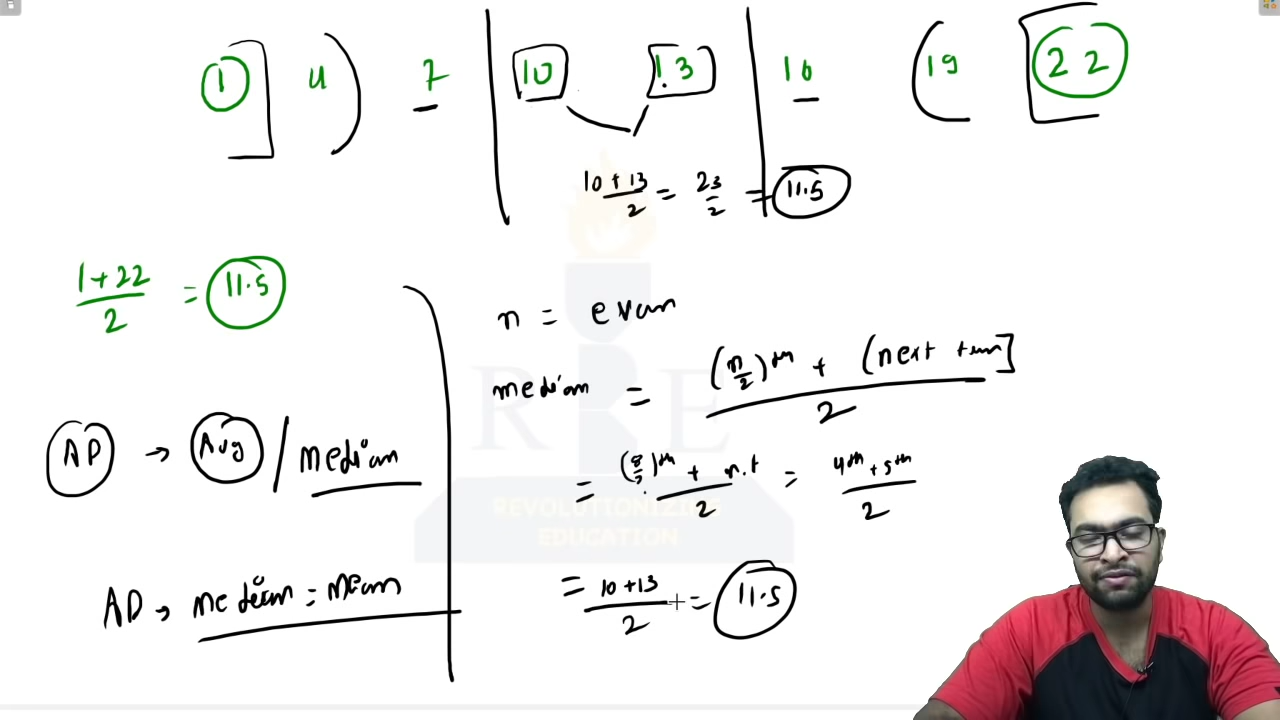 1 4 7 10 13 16 19 22
10+13/2 = 23/2 = 11.5
1+22/2 = 11.5
n = even
median = (n/2)th + (next term]/2
AP → Avg / median
= (8/2)th + n.t/2 = 4th + 5th/2
REVOLUTIONIZING
EDUCATION
AP → median = mean
= 10+13/2 = 11.5
R E